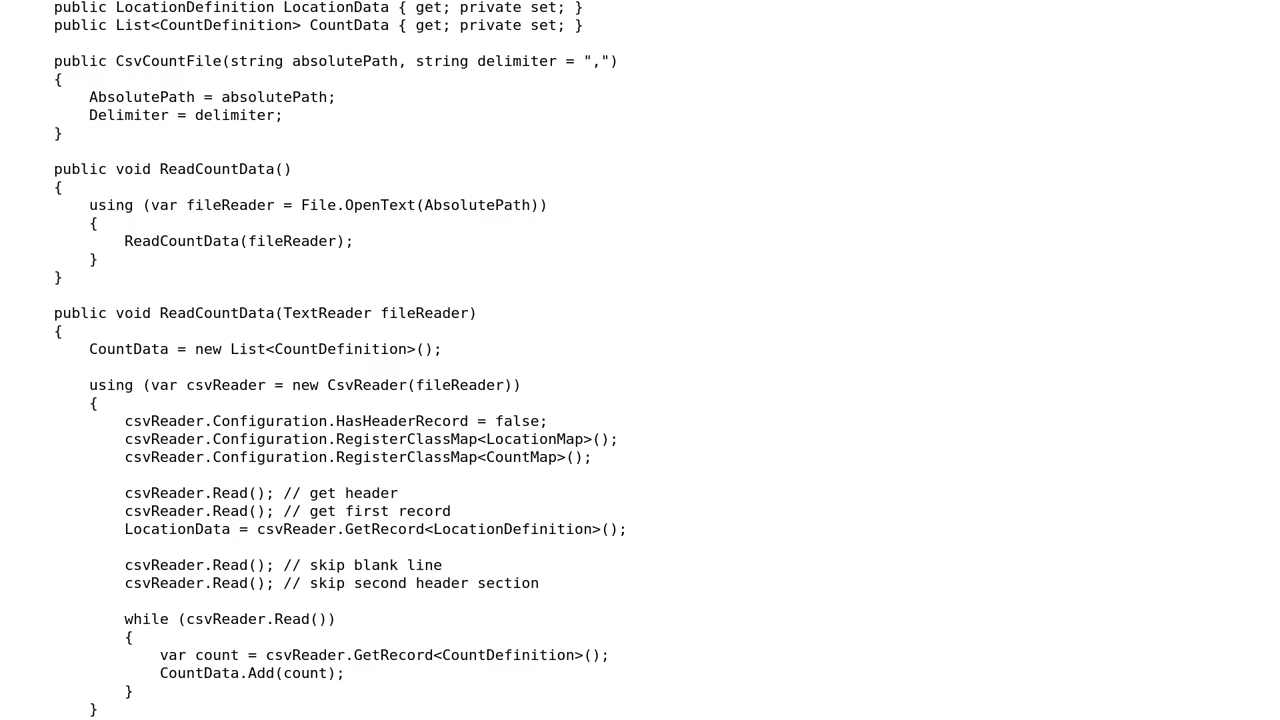 public LocationDefinition LocationData { get; private set; }
public List<CountDefinition> CountData { get; private set; }

public CsvCountFile(string absolutePath, string delimiter = ",")
{
    AbsolutePath = absolutePath;
    Delimiter = delimiter;
}

public void ReadCountData()
{
    using (var fileReader = File.OpenText(AbsolutePath))
    {
        ReadCountData(fileReader);
    }
}

public void ReadCountData(TextReader fileReader)
{
    CountData = new List<CountDefinition>();

    using (var csvReader = new CsvReader(fileReader))
    {
        csvReader.Configuration.HasHeaderRecord = false;
        csvReader.Configuration.RegisterClassMap<LocationMap>();
        csvReader.Configuration.RegisterClassMap<CountMap>();

        csvReader.Read(); // get header
        csvReader.Read(); // get first record
        LocationData = csvReader.GetRecord<LocationDefinition>();

        csvReader.Read(); // skip blank line
        csvReader.Read(); // skip second header section

        while (csvReader.Read())
        {
            var count = csvReader.GetRecord<CountDefinition>();
            CountData.Add(count);
        }
    }